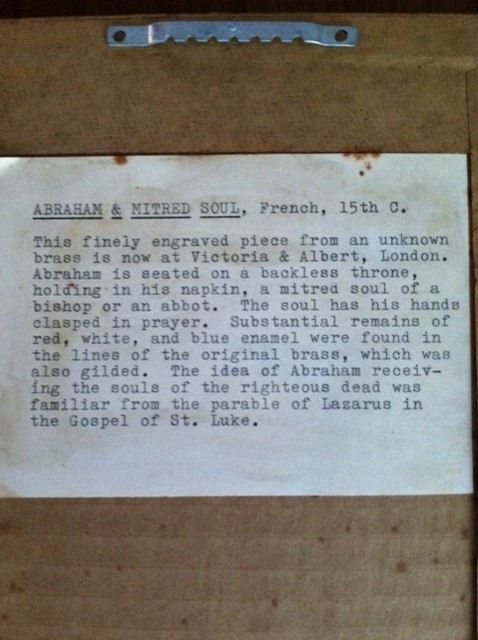 ABRAHAM & MITRED SOUL, French, 15th C.
This finely engraved piece from an unknown
brass is now at Victoria & Albert, London.
Abraham is seated on a backless throne,
holding in his napkin, a mitred soul of a
bishop or an abbot. The soul has his hands
clasped in prayer. Substantial remains of
red, white, and blue enamel were found in
the lines of the original brass, which was
also gilded. The idea of Abraham receiv-
ing the souls of the righteous dead was
familiar from the parable of Lazarus in
the Gospel of St. Luke.